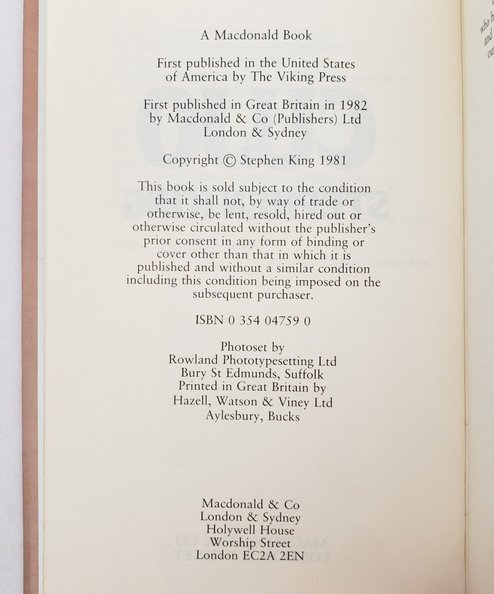 A Macdonald Book
First published in the United States
of America by The Viking Press
First published in Great Britain in 1982
by Macdonald & Co (Publishers) Ltd
London & Sydney
Copyright © Stephen King 1981
This book is sold subject to the condition
that it shall not, by way of trade or
otherwise, be lent, resold, hired out or
otherwise circulated without the publisher's
prior consent in any form of binding or
cover other than that in which it is
published and without a similar condition
including this condition being imposed on the
subsequent purchaser.
ISBN 0 354 04759 0
Photoset by
Rowland Phototypesetting Ltd
Bury St Edmunds, Suffolk
Printed in Great Britain by
Hazell, Watson & Viney Ltd
Aylesbury, Bucks
Macdonald & Co
London & Sydney
Holywell House
Worship Street
London EC2A 2EN